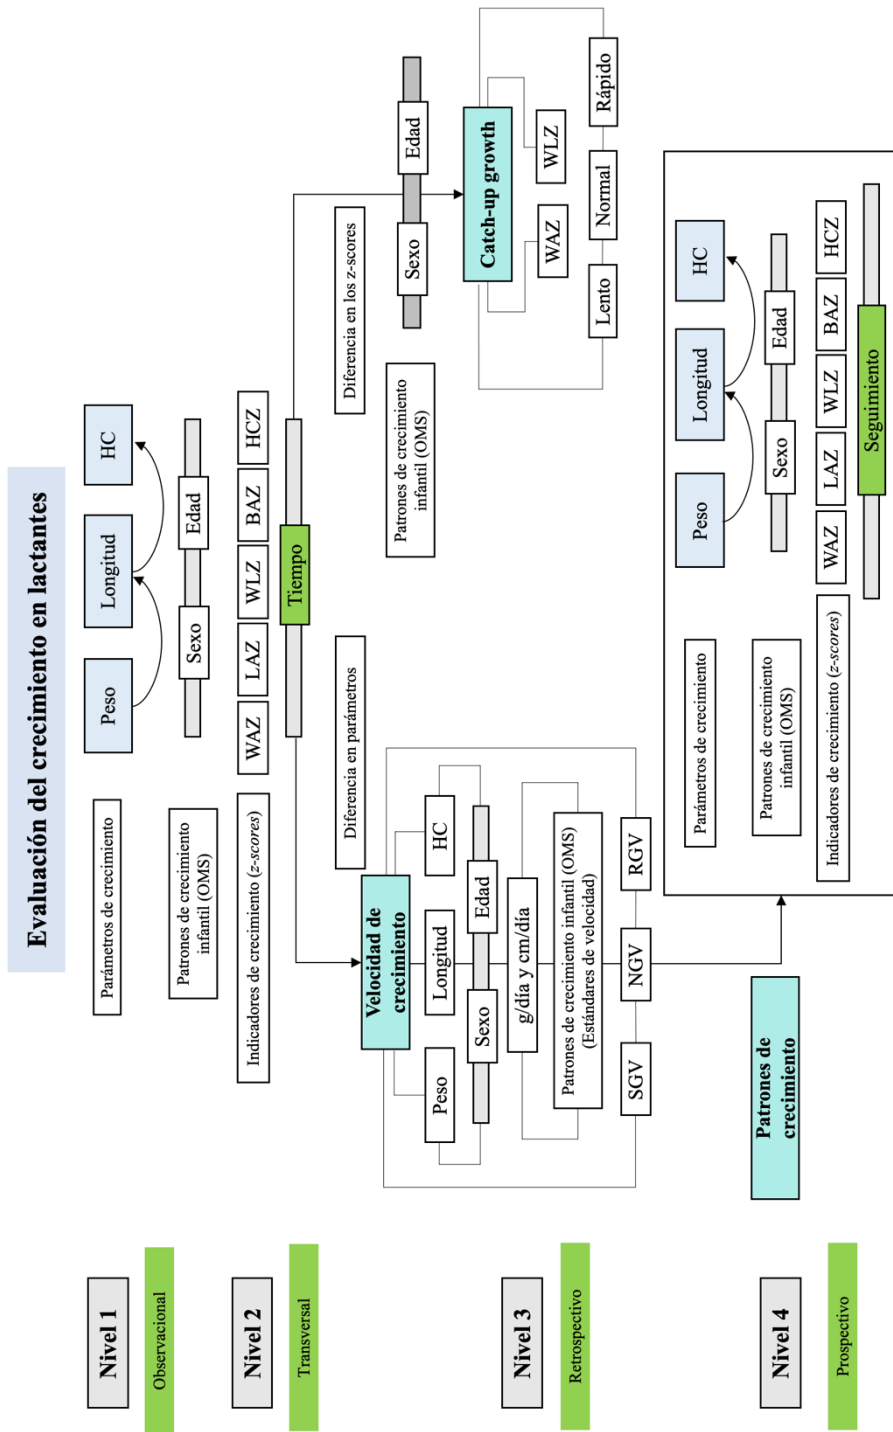 Evaluación del crecimiento en lactantes
Nivel 1
Observacional
Parámetros de crecimiento
Peso
Longitud
HC
Patrones de crecimiento
infantil (OMS)
Sexo
Edad
Nivel 2
Transversal
Indicadores de crecimiento (z-scores)
WAZ
LAZ
WLZ
BAZ
HCZ
Tiempo
Diferencia en parámetros
Diferencia en los z-scores
Nivel 3
Retrospectivo
Velocidad de
crecimiento
Peso
Longitud
HC
Sexo
Edad
g/día y cm/día
Patrones de crecimiento infantil (OMS)
(Estándares de velocidad)
SGV
NGV
RGV
Patrones de crecimiento
infantil (OMS)
Sexo
Edad
Catch-up growth
WAZ
WLZ
Lento
Normal
Rápido
Nivel 4
Prospectivo
Patrones de
crecimiento
Parámetros de crecimiento
Peso
Longitud
HC
Patrones de crecimiento
infantil (OMS)
Sexo
Edad
Indicadores de crecimiento (z-scores)
WAZ
LAZ
WLZ
BAZ
HCZ
Seguimiento